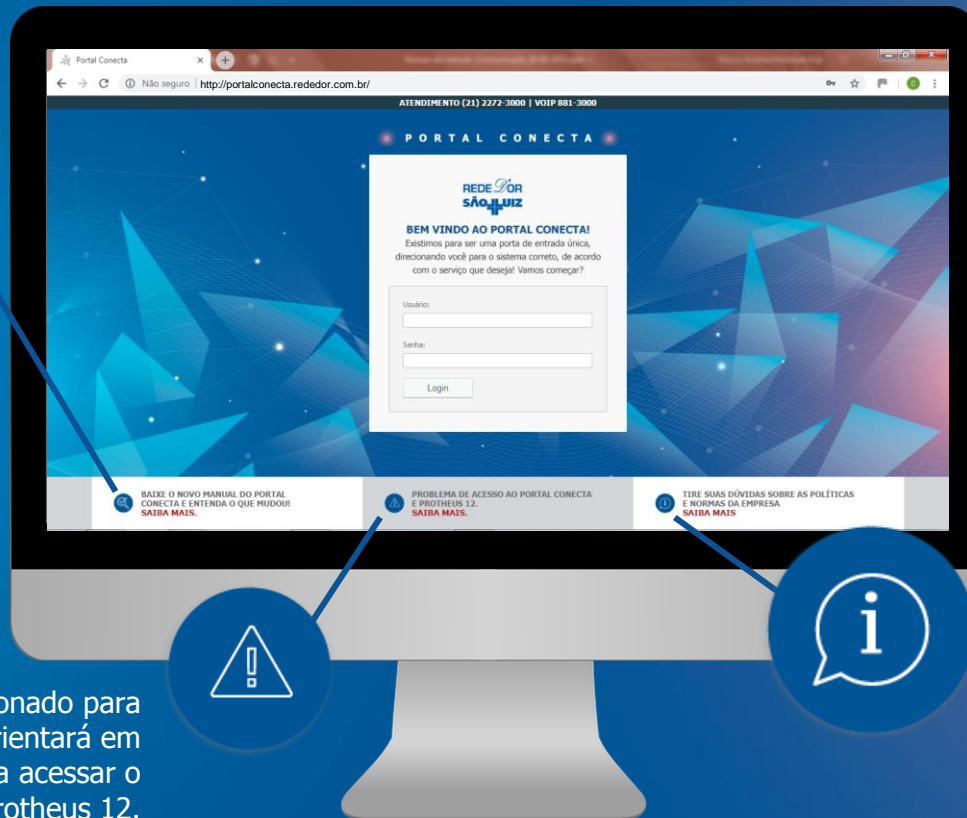 Portal Conecta
Não seguro | http://portalconecta.rededor.com.br/
ATENDIMENTO (21) 2272-3000 | VOIP 881-3000
PORTAL CONECTA
REDE D'OR
SÃO LUIZ
BEM VINDO AO PORTAL CONECTA!
Existimos para ser uma porta de entrada única,
direcionando você para o sistema correto, de acordo
com o serviço que deseja! Vamos começar?
Usuário:
Senha:
Login
BAIXE O NOVO MANUAL DO PORTAL
CONECTA E ENTENDA O QUE MUDOU!
SAIBA MAIS.
PROBLEMA DE ACESSO AO PORTAL CONECTA
E PROTHEUS 12.
SAIBA MAIS.
TIRE SUAS DÚVIDAS SOBRE AS POLÍTICAS
E NORMAS DA EMPRESA
SAIBA MAIS
onado para
rientará em
a acessar o
rotheus 12.